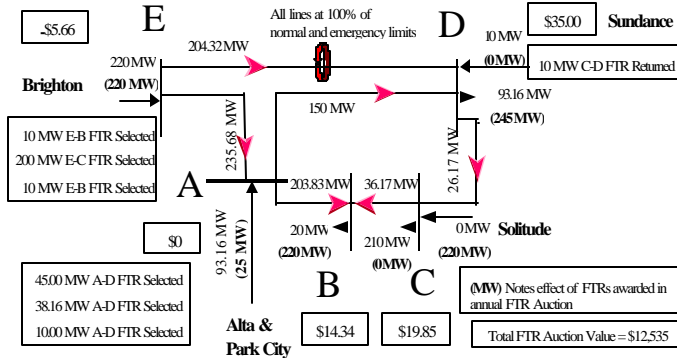 E
-$5.66
All lines at 100% of
normal and emergency limits
D
$35.00
Sundance
204.32 MW
10 MW
(0 MW)
10 MW C-D FTR Returned
220 MW
(220 MW)
Brighton
150 MW
93.16 MW
(245 MW)
10 MW E-B FTR Selected
200 MW E-C FTR Selected
10 MW E-B FTR Selected
235.68 MW
26.17 MW
A
203.83 MW
36.17 MW
$0
93.16 MW
(25 MW)
20 MW
(220 MW)
210 MW
(0 MW)
0 MW
(220 MW)
Solitude
45.00 MW A-D FTR Selected
38.16 MW A-D FTR Selected
10.00 MW A-D FTR Selected
B
C
(MW) Notes effect of FTRs awarded in
annual FTR Auction
Alta &
Park City
$14.34
$19.85
Total FTR Auction Value = $12,535